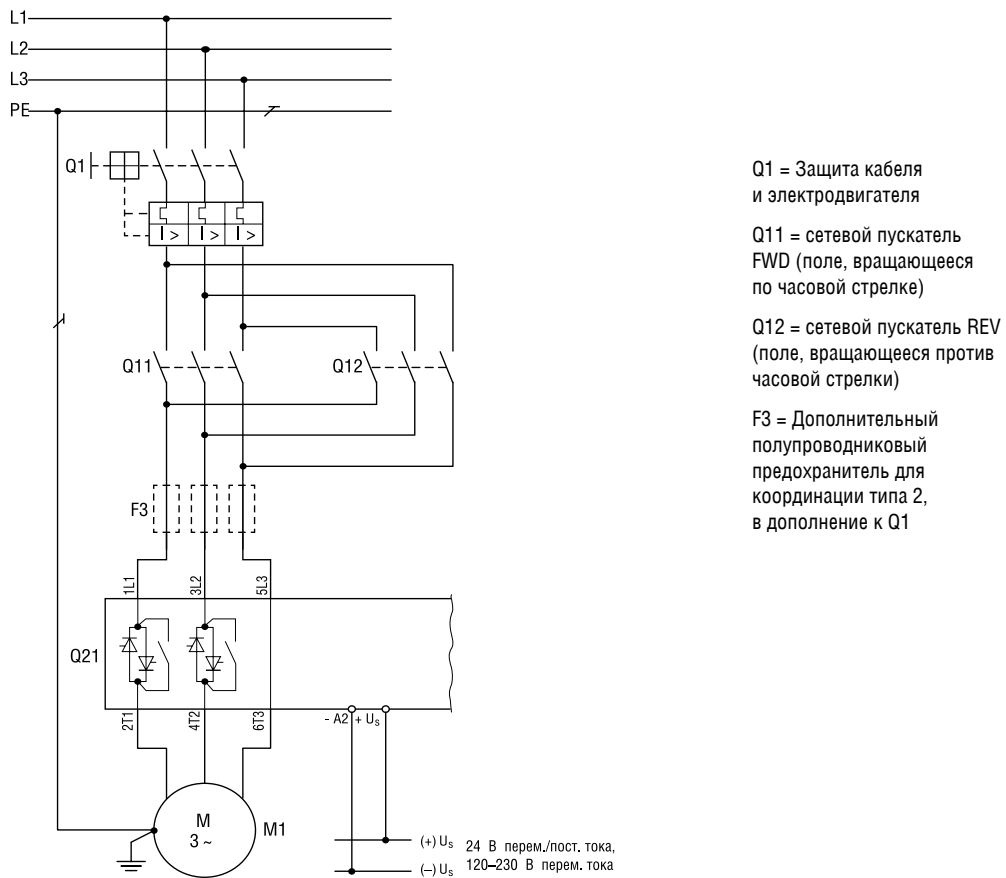 L1
L2
L3
PE
Q1
I > I > I >
Q11
Q12
F3
1L1
3L2
5L3
Q21
2T1
4T2
6T3
- A2 + Us
M
3 ~
M1
(+) Us 24 В перем./пост. тока,
(–) Us 120–230 В перем. тока
Q1 = Защита кабеля
и электродвигателя
Q11 = сетевой пускатель
FWD (поле, вращающееся
по часовой стрелке)
Q12 = сетевой пускатель REV
(поле, вращающееся против
часовой стрелки)
F3 = Дополнительный
полупроводниковый
предохранитель для
координации типа 2,
в дополнение к Q1